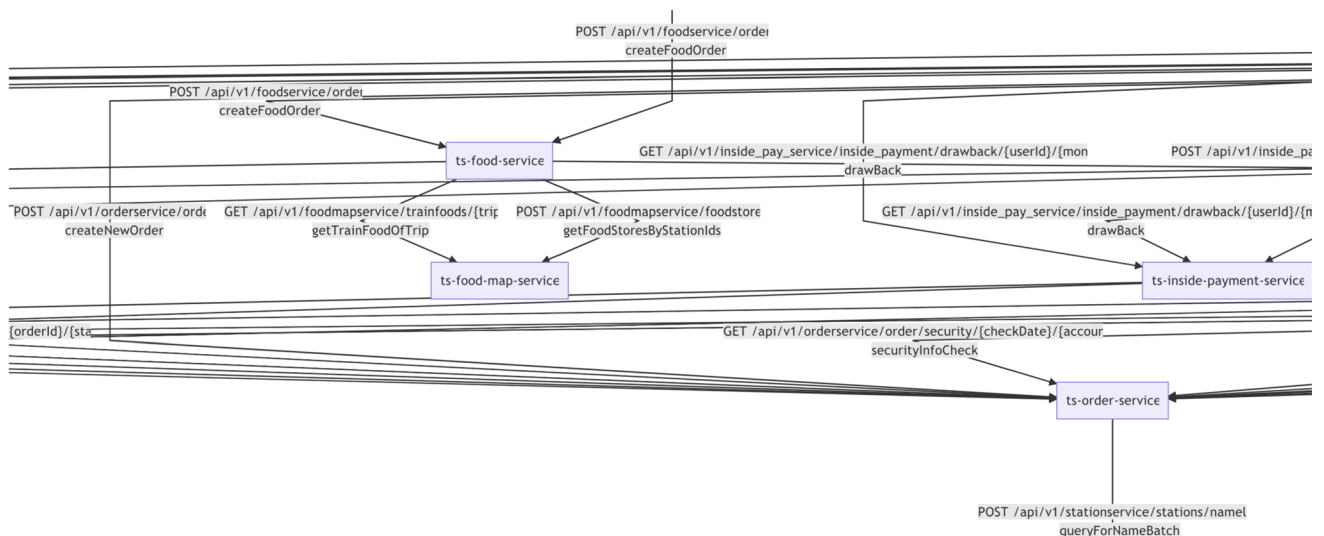 POST /api/v1/foodservice/order
createFoodOrder
POST /api/v1/foodservice/order
createFoodOrder
ts-food-service
GET /api/v1/inside_pay_service/inside_payment/drawback/{userId}/{mon
drawBack
POST /api/v1/inside_pa
POST /api/v1/orderservice/orde
createNewOrder
GET /api/v1/foodmapservice/trainfoods/{trip
getTrainFoodOfTrip
POST /api/v1/foodmapservice/foodstore
getFoodStoresByStationIds
GET /api/v1/inside_pay_service/inside_payment/drawback/{userId}/{m
drawBack
ts-food-map-service
ts-inside-payment-service
{orderId}/{sta
GET /api/v1/orderservice/order/security/{checkDate}/{accour
securityInfoCheck
ts-order-service
POST /api/v1/stationservice/stations/namel
queryForNameBatch